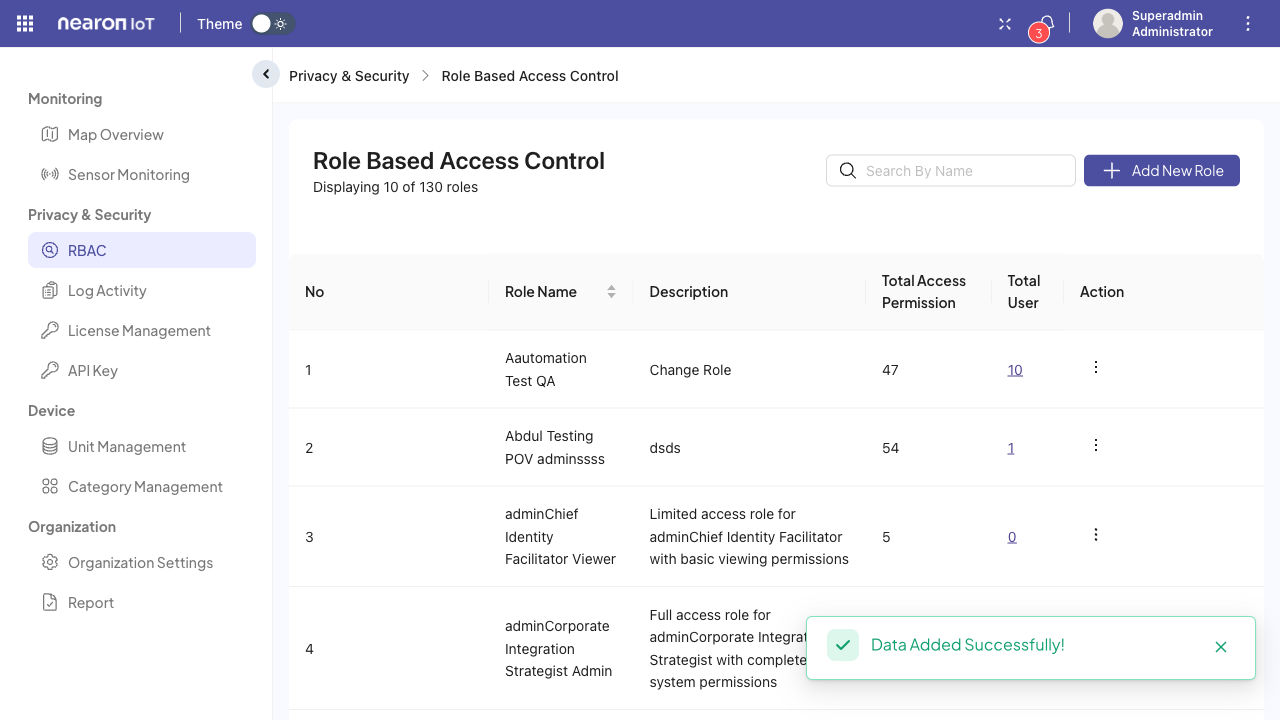 nearon IoT
Theme
3
Superadmin
Administrator
Privacy & Security
Role Based Access Control
Monitoring
Map Overview
Sensor Monitoring
Privacy & Security
RBAC
Log Activity
License Management
API Key
Device
Unit Management
Category Management
Organization
Organization Settings
Report
Role Based Access Control
Displaying 10 of 130 roles
Search By Name
Add New Role
No
Role Name
Description
Total Access
Permission
Total
User
Action
1
Aautomation
Test QA
Change Role
47
10
2
Abdul Testing
POV adminssss
dsds
54
1
3
adminChief
Identity
Facilitator Viewer
Limited access role for
adminChief Identity Facilitator
with basic viewing permissions
5
0
4
adminCorporate
Integration
Strategist Admin
Full access role for
adminCorporate Integrat
Strategist with complete
system permissions
Data Added Successfully!